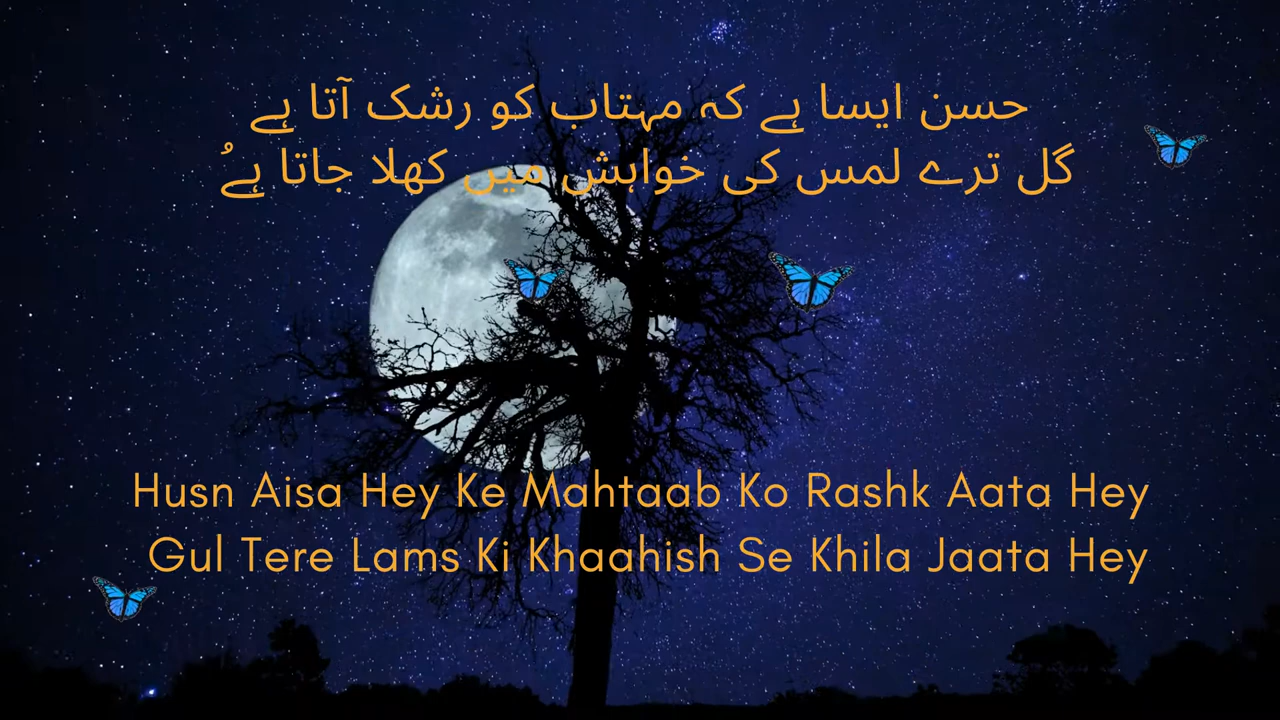 حسن ایسا ہے کہ مہتاب کو رشک آتا ہے
گل ترے لمس کی خواہش میں کھلا جاتا ہےُ
Husn Aisa Hey Ke Mahtaab Ko Rashk Aata Hey
Gul Tere Lams Ki Khaahish Se Khila Jaata Hey